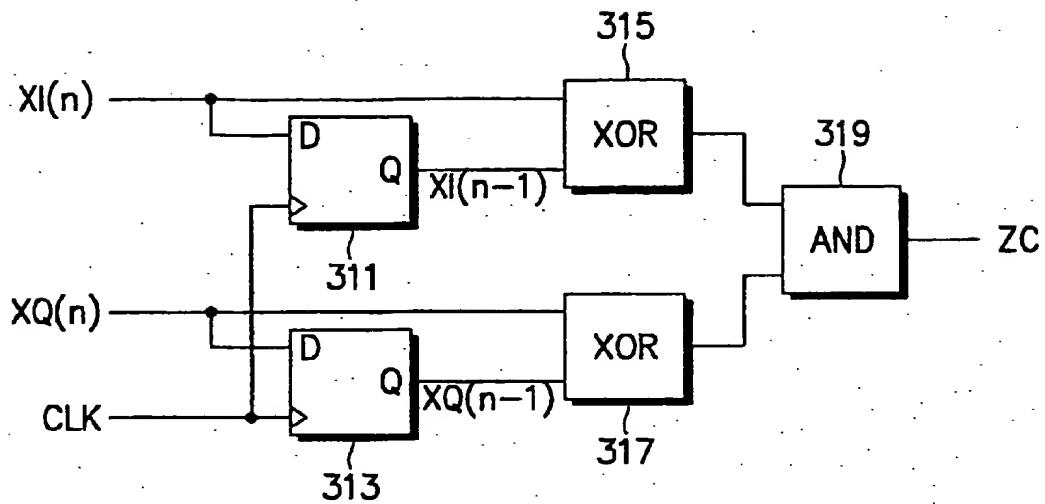 315
XI(n)
D
Q
XI(n-1)
XOR
311
319
AND
ZC
XQ(n)
D
Q
XQ(n-1)
XOR
CLK
313
317